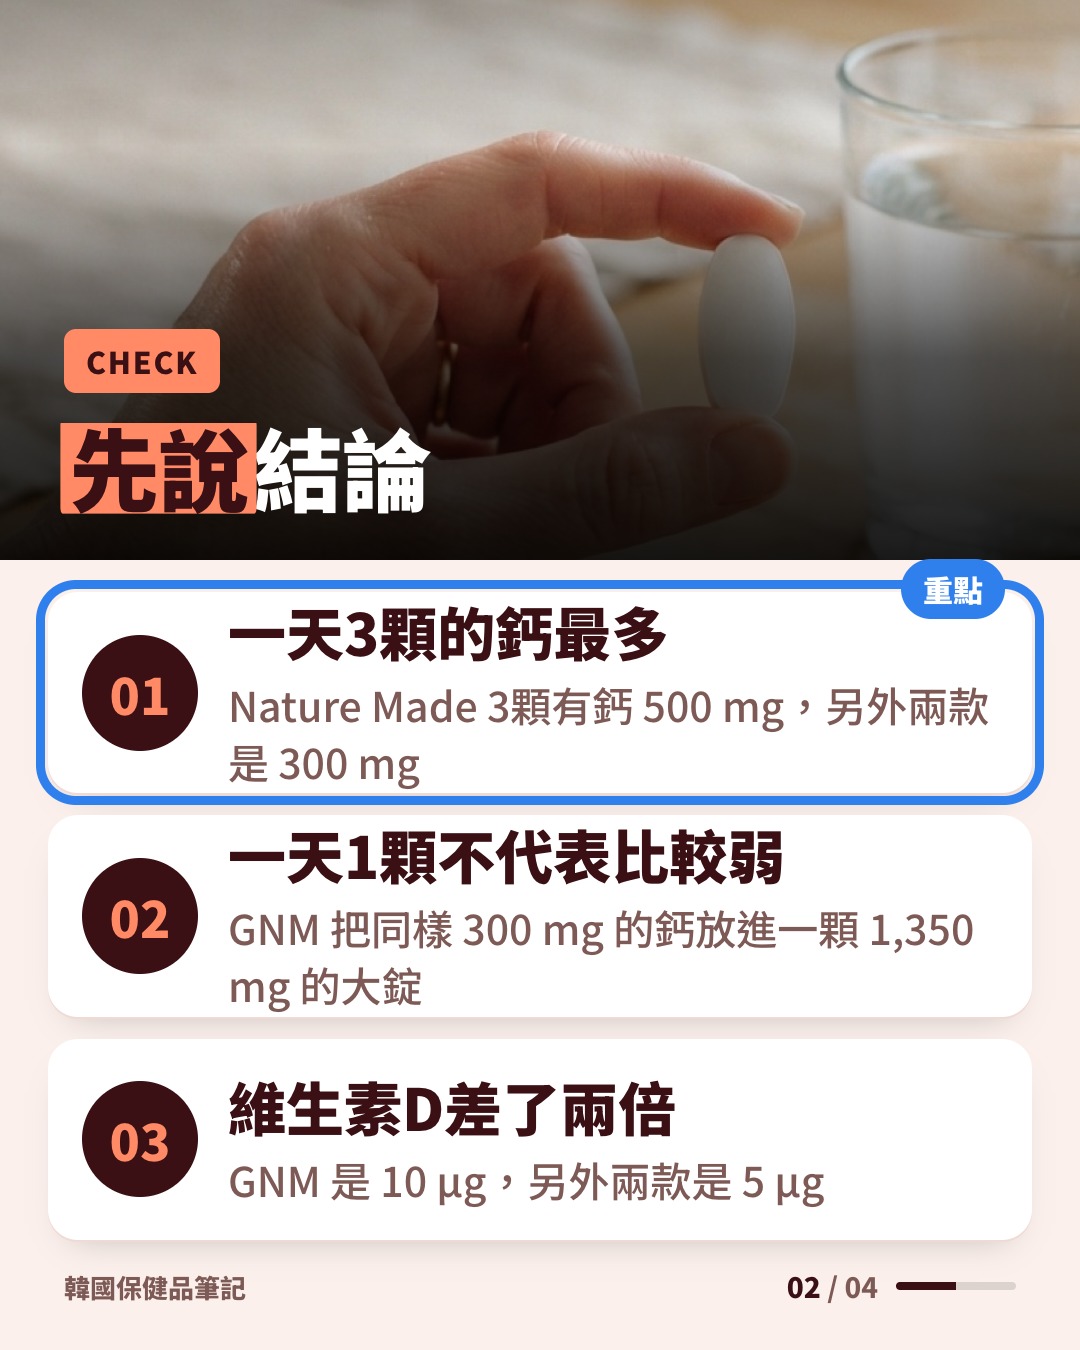 CHECK
先說結論
重點
01
一天3顆的鈣最多
Nature Made 3顆有鈣 500 mg，另外兩款
是 300 mg
02
一天1顆不代表比較弱
GNM 把同樣 300 mg 的鈣放進一顆 1,350
mg 的大錠
03
維生素D差了兩倍
GNM 是 10 µg，另外兩款是 5 µg
韓國保健品筆記
02 / 04